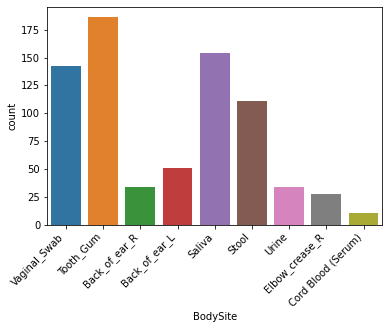 175
150
125
100
75
50
25
0
count
Vaginal_Swab
Tooth_Gum
Back_of_ear_R
Back_of_ear_L
Saliva
Stool
Urine
Elbow_crease_R
Cord Blood (Serum)
BodySite